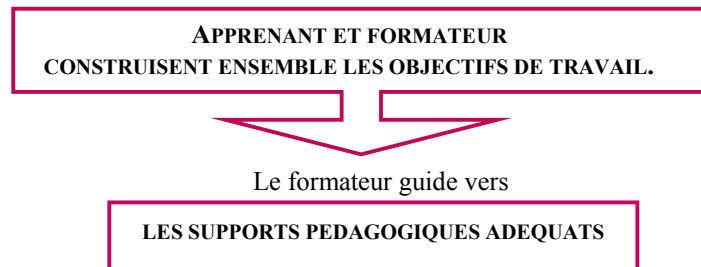 APPRENANT ET FORMATEUR
CONSTRUISENT ENSEMBLE LES OBJECTIFS DE TRAVAIL.
Le formateur guide vers
LES SUPPORTS PEDAGOGIQUES ADEQUATS